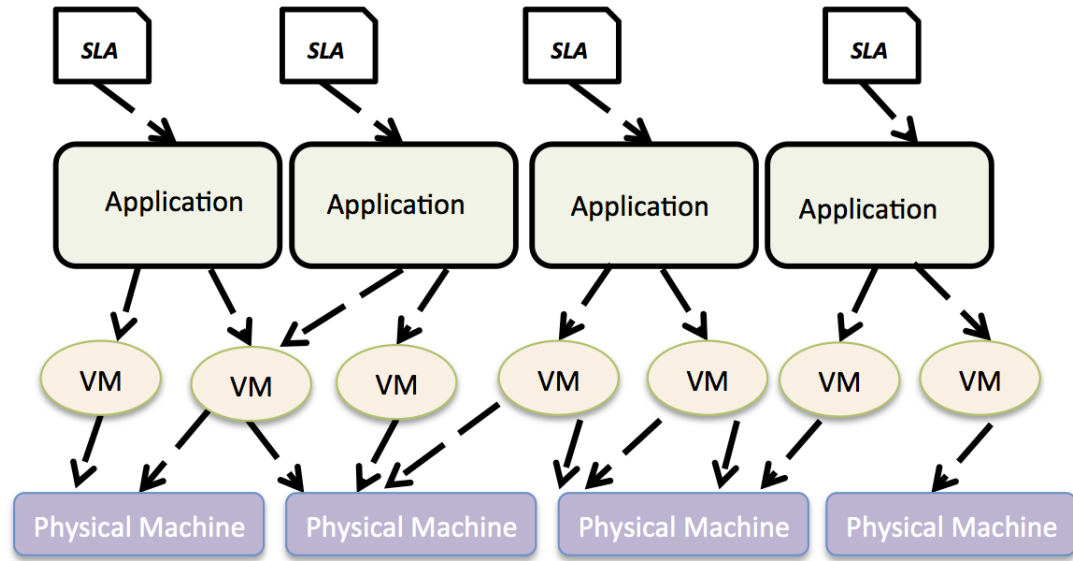 SLA
SLA
SLA
SLA
Application
Application
Application
Application
VM
VM
VM
VM
VM
VM
VM
Physical Machine
Physical Machine
Physical Machine
Physical Machine